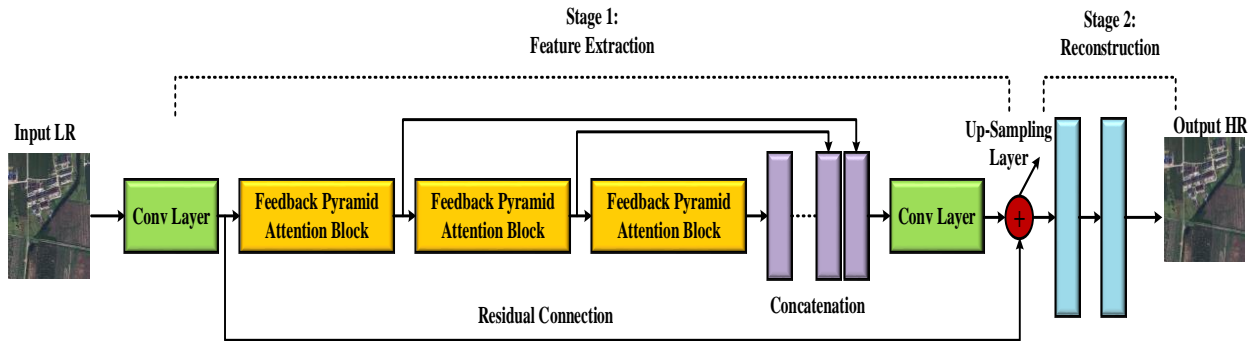 Stage 1:
Feature Extraction
Stage 2:
Reconstruction
Input LR
Up-Sampling
Layer
Output HR
Conv Layer
Feedback Pyramid
Attention Block
Feedback Pyramid
Attention Block
Feedback Pyramid
Attention Block
Conv Layer
+
Concatenation
Residual Connection